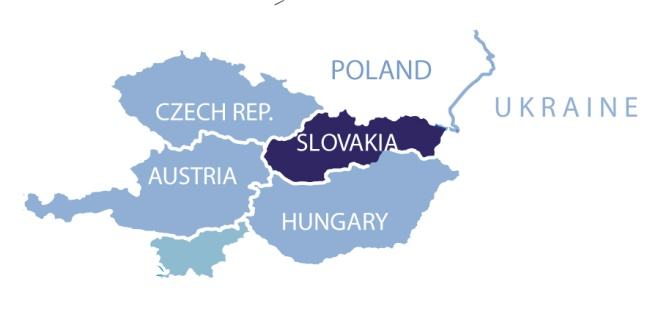 POLAND
UKRAINE
CZECH REP.
SLOVAKIA
AUSTRIA
HUNGARY